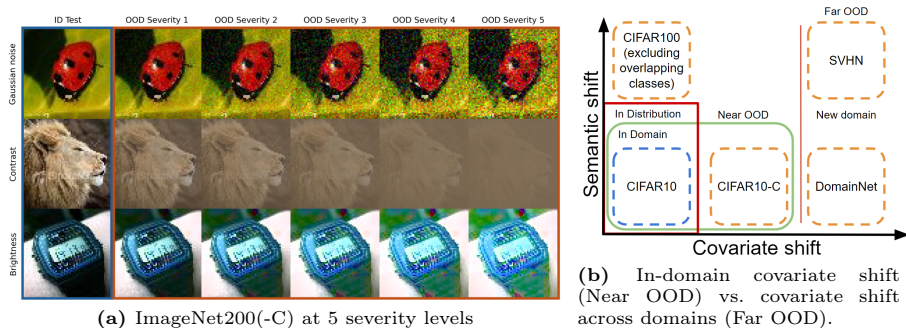 ID Test
OOD Severity 1
OOD Severity 2
OOD Severity 3
OOD Severity 4
OOD Severity 5
Gaussian noise
Contrast
Brightness
(a) ImageNet200(-C) at 5 severity levels
Far OOD
CIFAR100
(excluding
overlapping
classes)
SVHN
Semantic shift
In Distribution
Near OOD
New domain
In Domain
CIFAR10
CIFAR10-C
DomainNet
Covariate shift
(b) In-domain covariate shift
(Near OOD) vs. covariate shift
across domains (Far OOD).